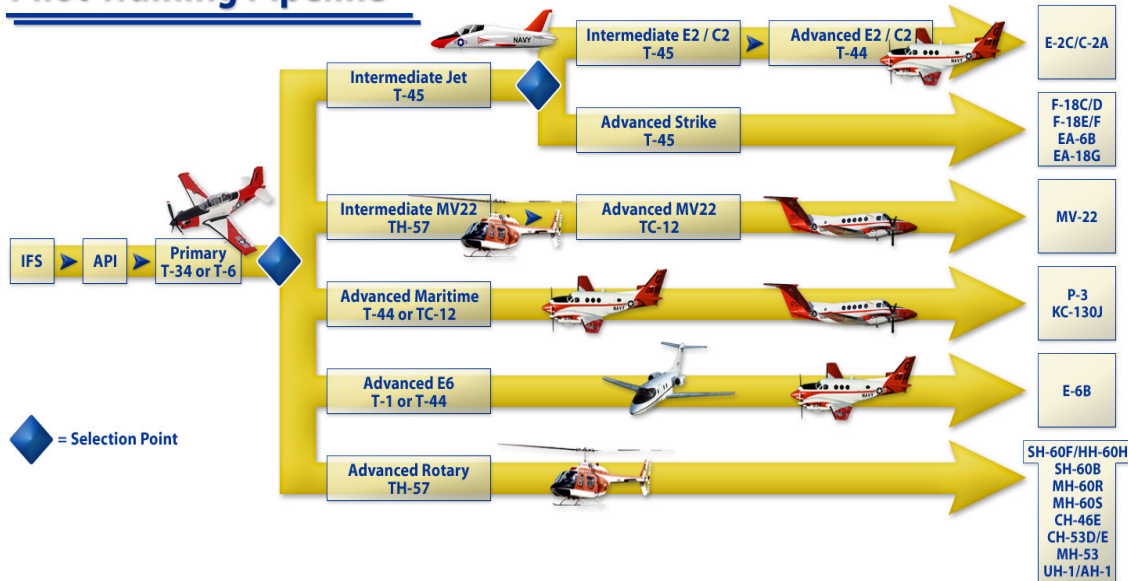 Pilot Training Pipeline
Intermediate E2 / C2
T-45
Advanced E2 / C2
T-44
E-2C/C-2A
Intermediate Jet
T-45
Advanced Strike
T-45
F-18C/D
F-18E/F
EA-6B
EA-18G
Intermediate MV22
TH-57
Advanced MV22
TC-12
MV-22
IFS
API
Primary
T-34 or T-6
Advanced Maritime
T-44 or TC-12
P-3
KC-130J
Advanced E6
T-1 or T-44
E-6B
= Selection Point
Advanced Rotary
TH-57
SH-60F/HH-60H
SH-60B
MH-60R
MH-60S
CH-46E
CH-53D/E
MH-53
UH-1/AH-1
NAVY